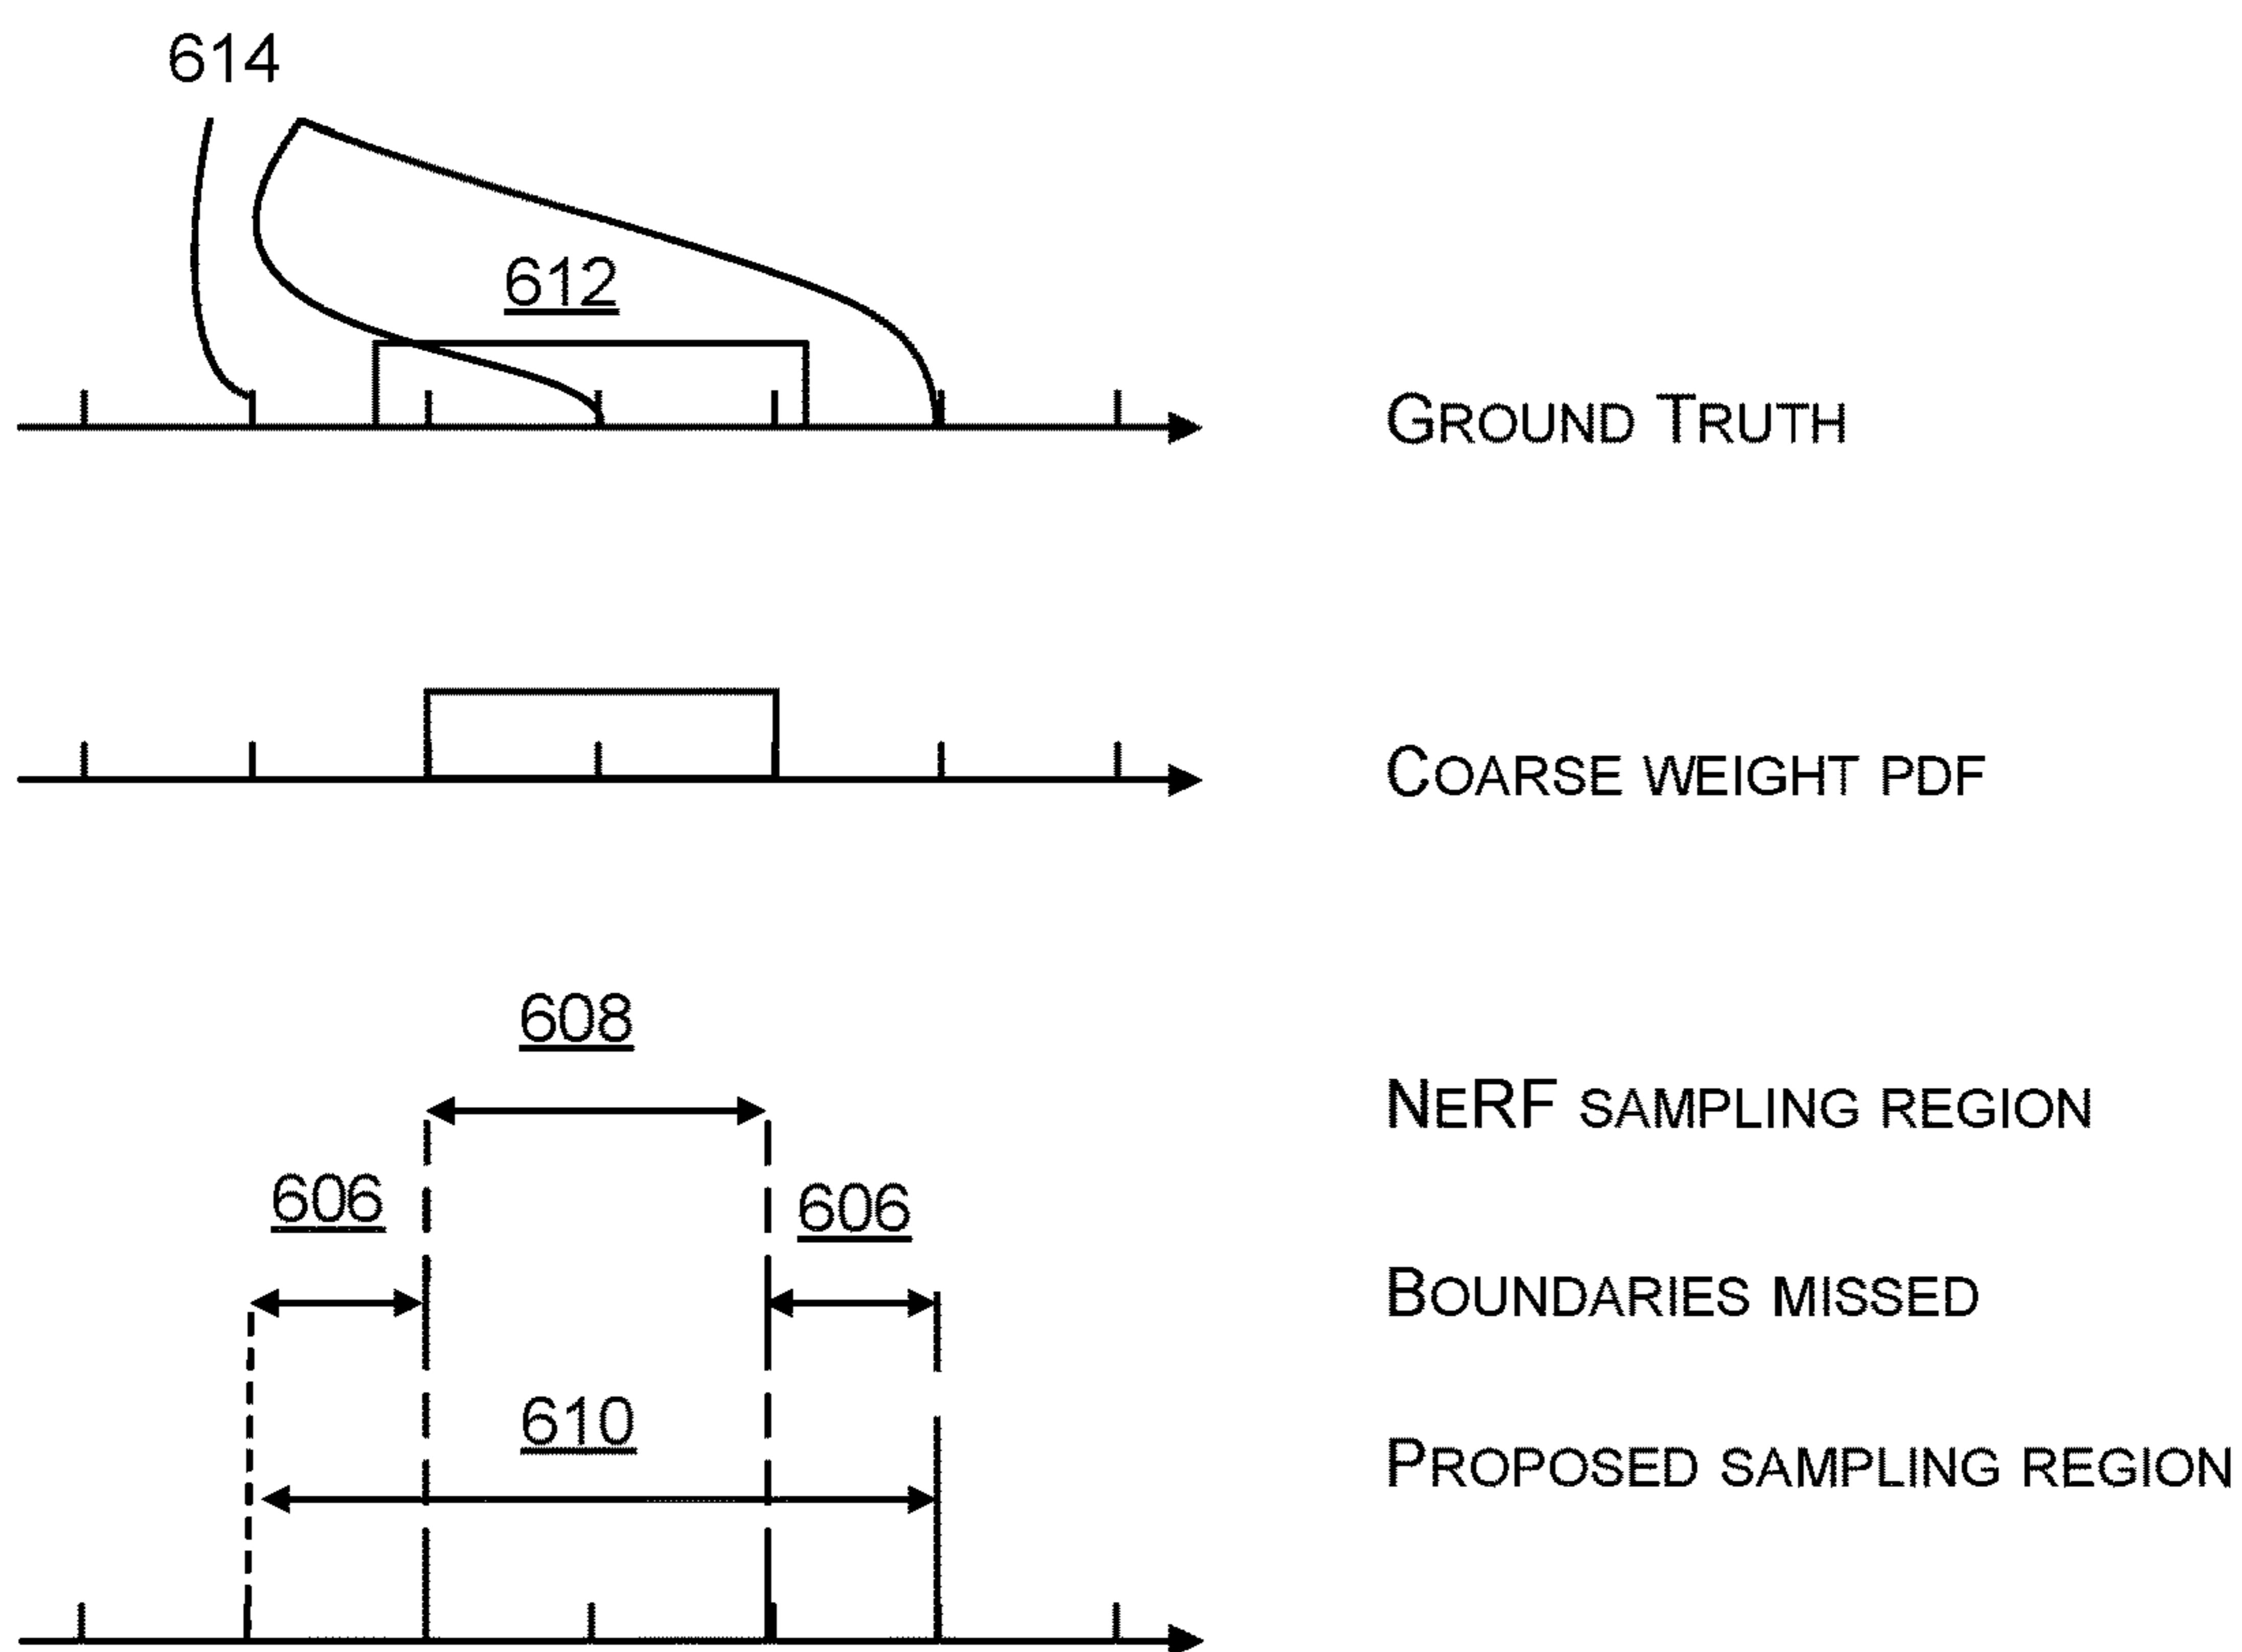 614
612
GROUND TRUTH
COARSE WEIGHT PDF
608
NERF SAMPLING REGION
606
606
BOUNDARIES MISSED
610
PROPOSED SAMPLING REGION